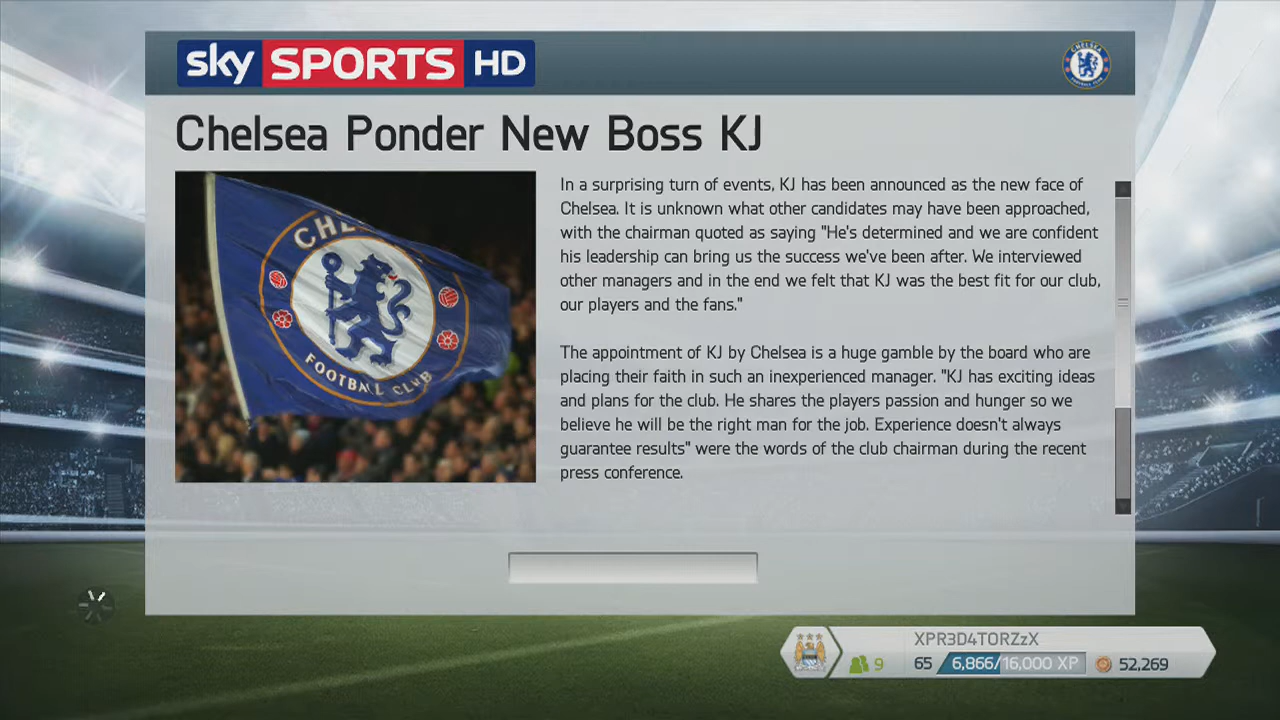 sky SPORTS HD
CHELSEA
FOOTBALL CLUB
Chelsea Ponder New Boss KJ
CHEL
FOOTBALL CLUB
In a surprising turn of events, KJ has been announced as the new face of
Chelsea. It is unknown what other candidates may have been approached,
with the chairman quoted as saying "He's determined and we are confident
his leadership can bring us the success we've been after. We interviewed
other managers and in the end we felt that KJ was the best fit for our club,
our players and the fans."
The appointment of KJ by Chelsea is a huge gamble by the board who are
placing their faith in such an inexperienced manager. "KJ has exciting ideas
and plans for the club. He shares the players passion and hunger so we
believe he will be the right man for the job. Experience doesn't always
guarantee results" were the words of the club chairman during the recent
press conference.
XPR3D4TORZzX
9 65 6,866/16,000 XP 52,269